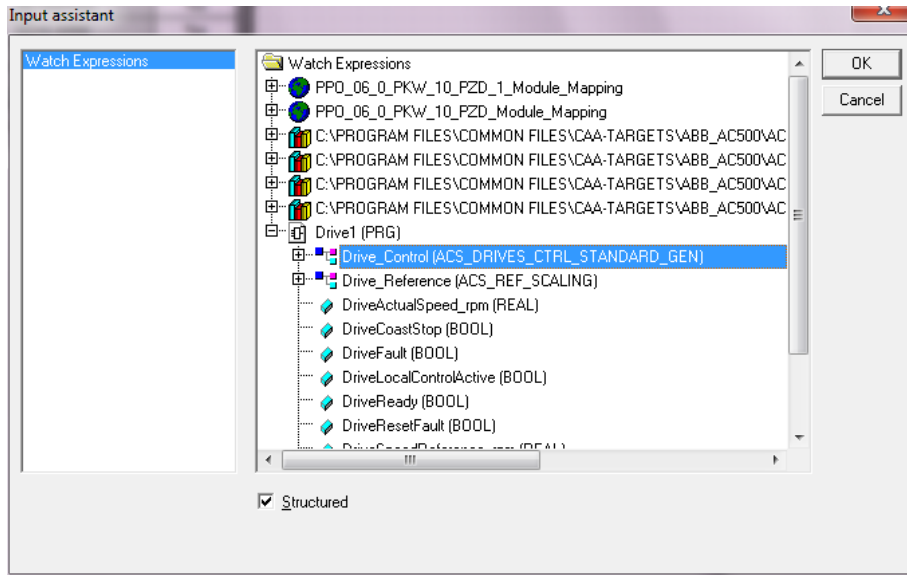 Input assistant
Watch Expressions
Watch Expressions
PPO_06_0_PKW_10_PZD_1_Module_Mapping
PPO_06_0_PKW_10_PZD_Module_Mapping
C:\PROGRAM FILES\COMMON FILES\CAA-TARGETS\ABB_AC500\AC
C:\PROGRAM FILES\COMMON FILES\CAA-TARGETS\ABB_AC500\AC
C:\PROGRAM FILES\COMMON FILES\CAA-TARGETS\ABB_AC500\AC
C:\PROGRAM FILES\COMMON FILES\CAA-TARGETS\ABB_AC500\AC
Drive1 (PRG)
Drive_Control (ACS_DRIVES_CTRL_STANDARD_GEN)
Drive_Reference (ACS_REF_SCALING)
DriveActualSpeed_rpm (REAL)
DriveCoastStop (BOOL)
DriveFault (BOOL)
DriveLocalControlActive (BOOL)
DriveReady (BOOL)
DriveResetFault (BOOL)
DriveSpeedReference_rpm (REAL)
OK
Cancel
Structured